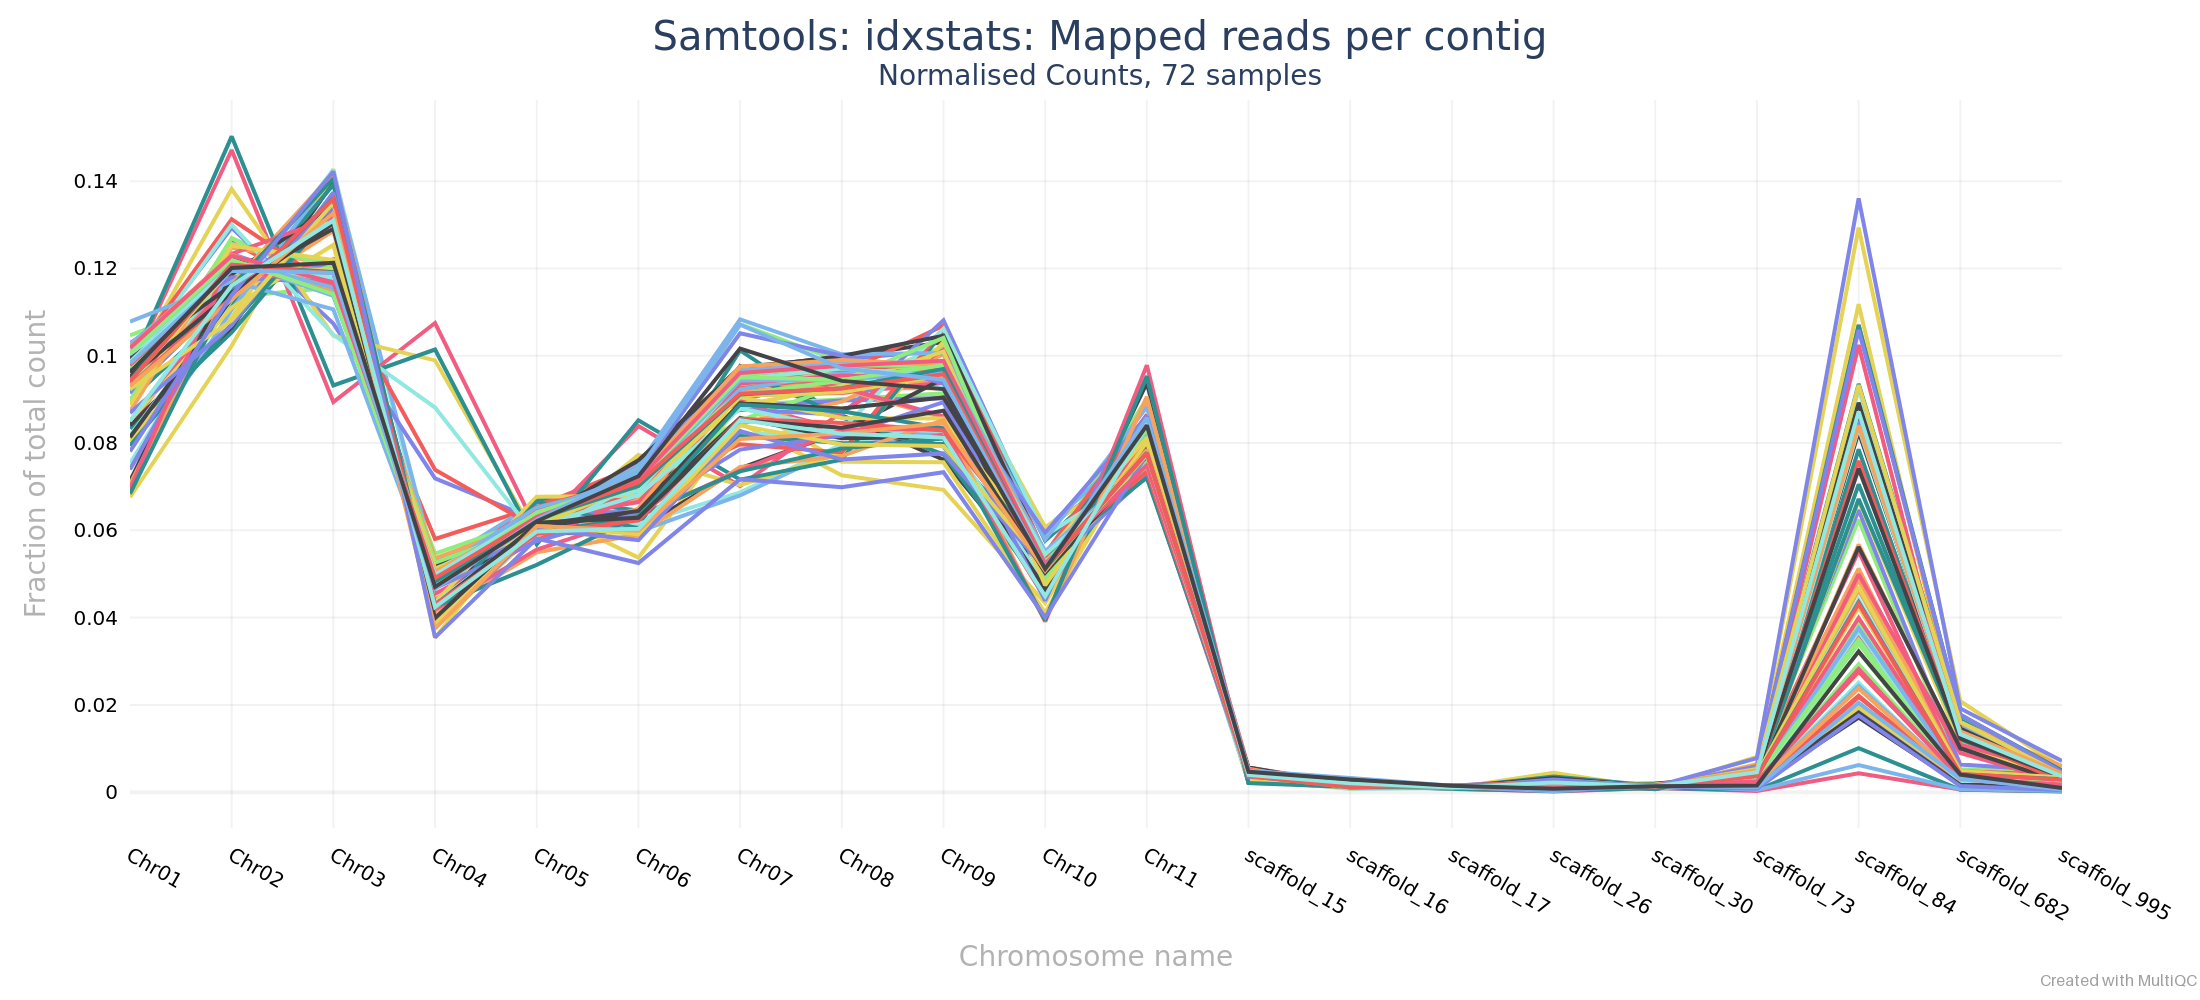 Samtools: idxstats: Mapped reads per contig
Normalised Counts, 72 samples
Fraction of total count
0.14
0.12
0.1
0.08
0.06
0.04
0.02
0
Chr01
Chr02
Chr03
Chr04
Chr05
Chr06
Chr07
Chr08
Chr09
Chr10
Chr11
scaffold_15
scaffold_16
scaffold_17
scaffold_26
scaffold_30
scaffold_73
scaffold_84
scaffold_682
scaffold_995
Chromosome name
Created with MultiQC